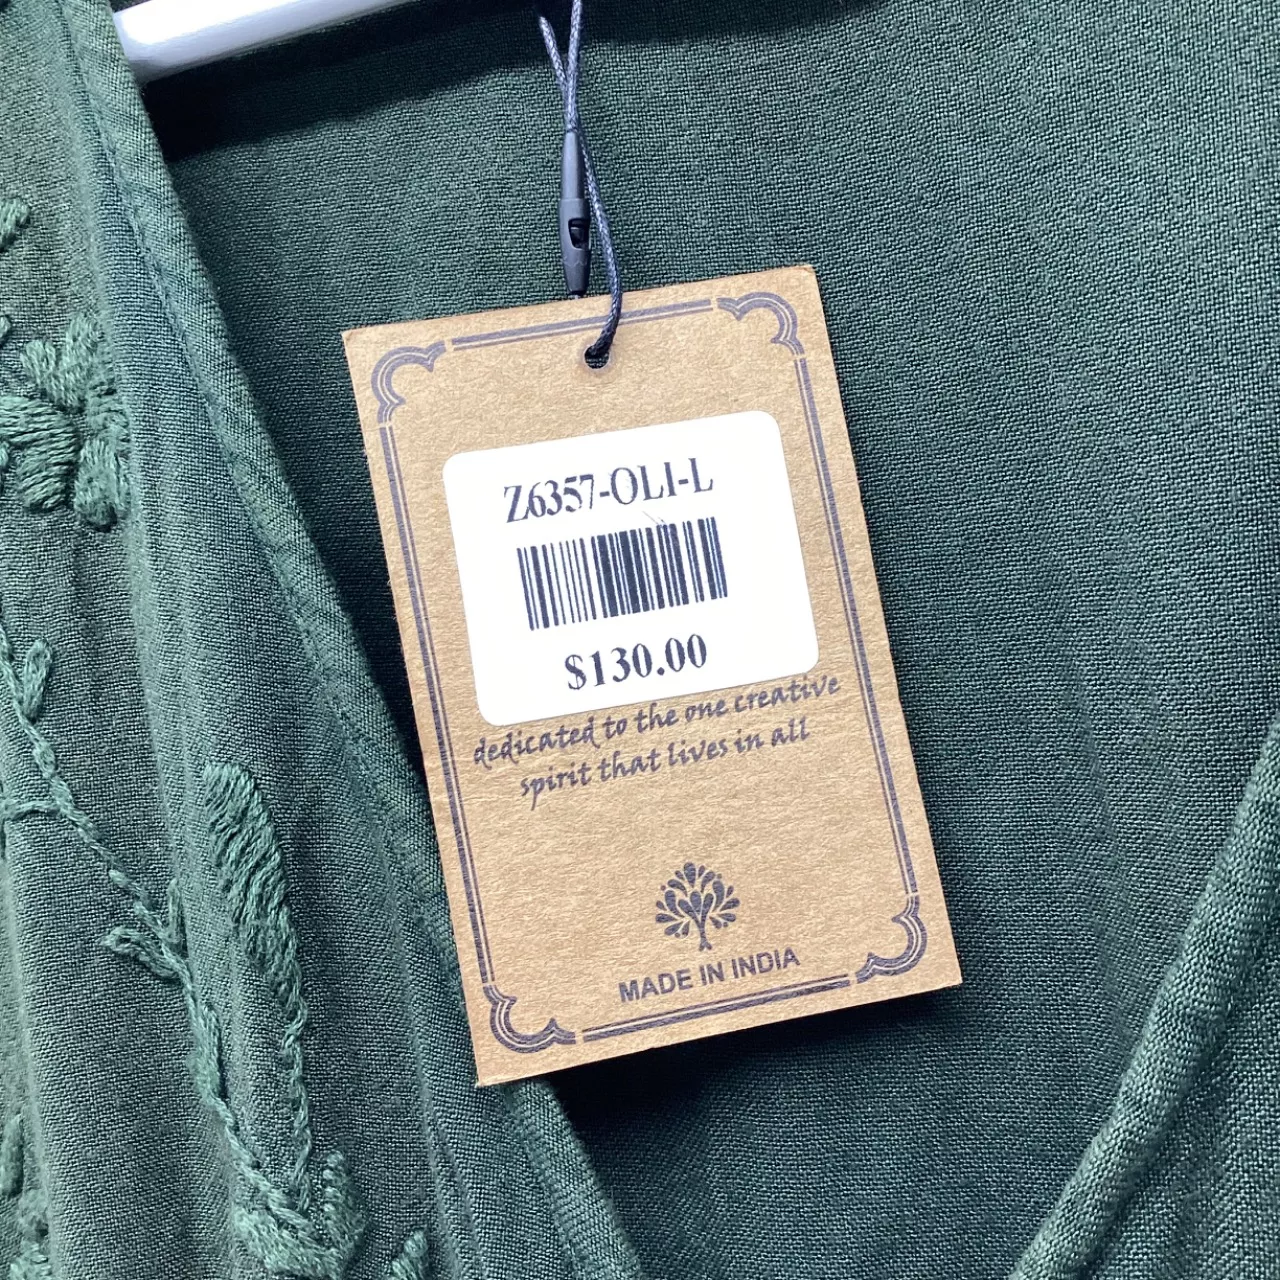 Z6357-OLI-L
$130.00
dedicated to the one creative
spirit that lives in all
MADE IN INDIA